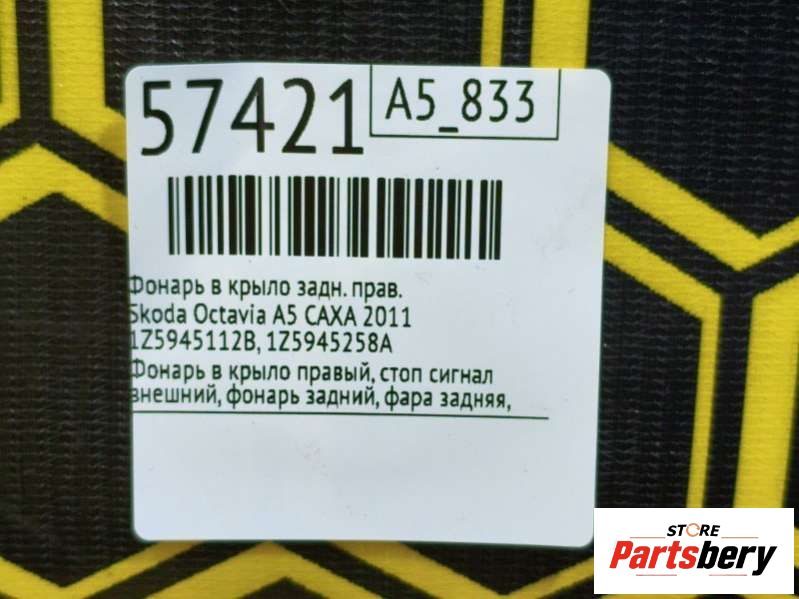 57421
A5_833
Фонарь в крыло задн. прав.
Skoda Octavia A5 CAXA 2011
1Z5945112B, 1Z5945258A
Фонарь в крыло правый, стоп сигнал
внешний, фонарь задний, фара задняя,
STORE
Partsbery